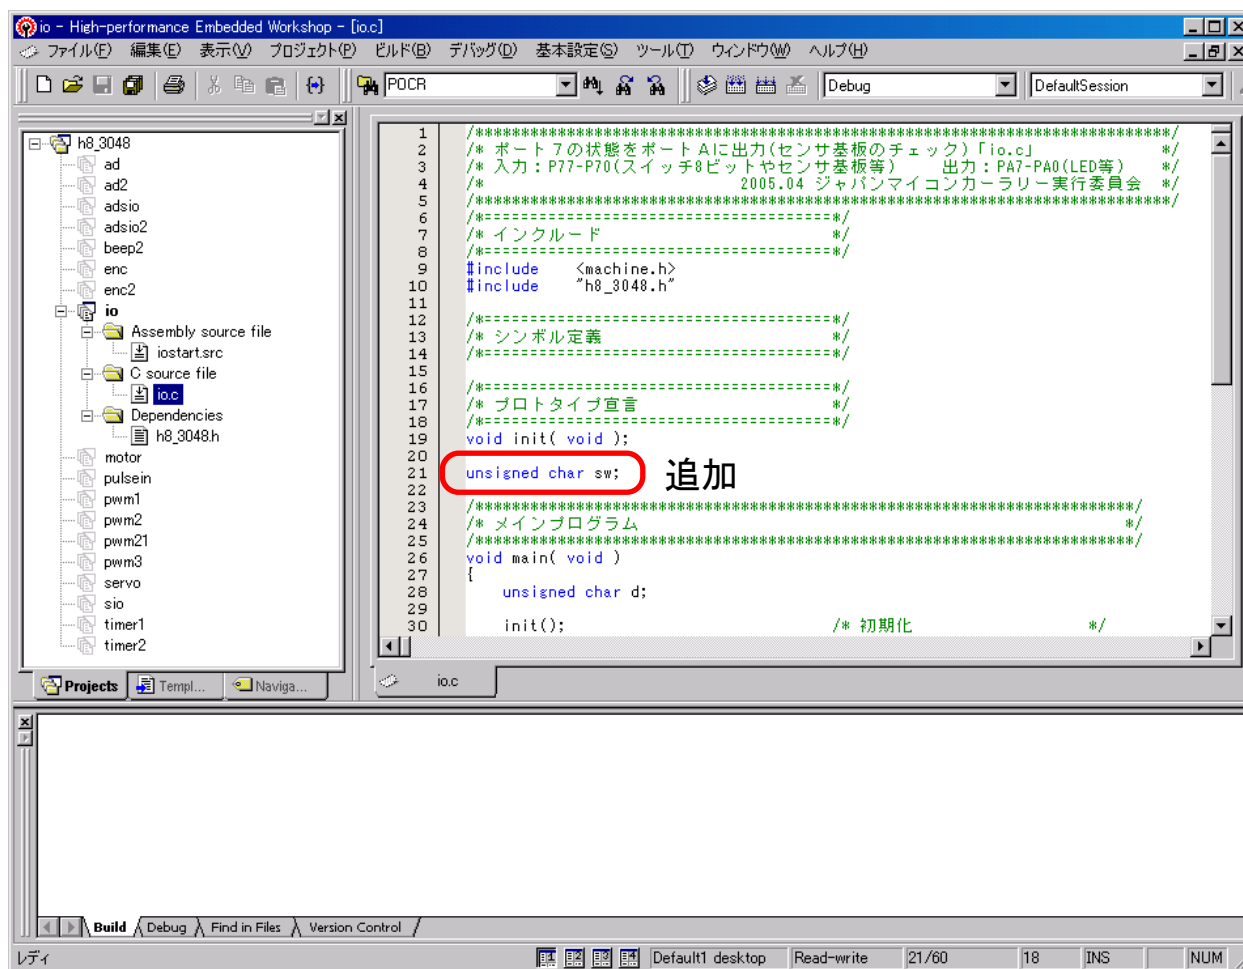 io - High-performance Embedded Workshop - [io.c]
ファイル(F) 編集(E) 表示(V) プロジェクト(P) ビルド(B) デバッグ(D) 基本設定(S) ツール(T) ウィンドウ(W) ヘルプ(H)
POCR Debug DefaultSession
h8_3048
ad
ad2
adsio
adsio2
beep2
enc
enc2
io
Assembly source file
iostart.src
C source file
io.c
Dependencies
h8_3048.h
motor
pulsein
pwm1
pwm2
pwm21
pwm3
servo
sio
timer1
timer2
Projects Templ... Naviga...
1 /****************************************************************************/
2 /* ポート7の状態をポートAに出力(センサ基板のチェック)「io.c」 */
3 /* 入力:P77-P70(スイッチ8ビットやセンサ基板等) 出力:PA7-PA0(LED等) */
4 /* 2005.04 ジャパンマイコンカーラリー実行委員会 */
5 /****************************************************************************/
6 /*======================================*/
7 /* インクルード */
8 /*======================================*/
9 #include <machine.h>
10 #include "h8_3048.h"
11
12 /*======================================*/
13 /* シンボル定義 */
14 /*======================================*/
15
16 /*======================================*/
17 /* プロトタイプ宣言 */
18 /*======================================*/
19 void init( void );
20
21 unsigned char sw; 追加
22
23 /************************************************************************/
24 /* メインプログラム */
25 /************************************************************************/
26 void main( void )
27 {
28 unsigned char d;
29
30 init(); /* 初期化 */
io.c
Build Debug Find in Files Version Control
レディ Default1 desktop Read-write 21/60 18 INS NUM